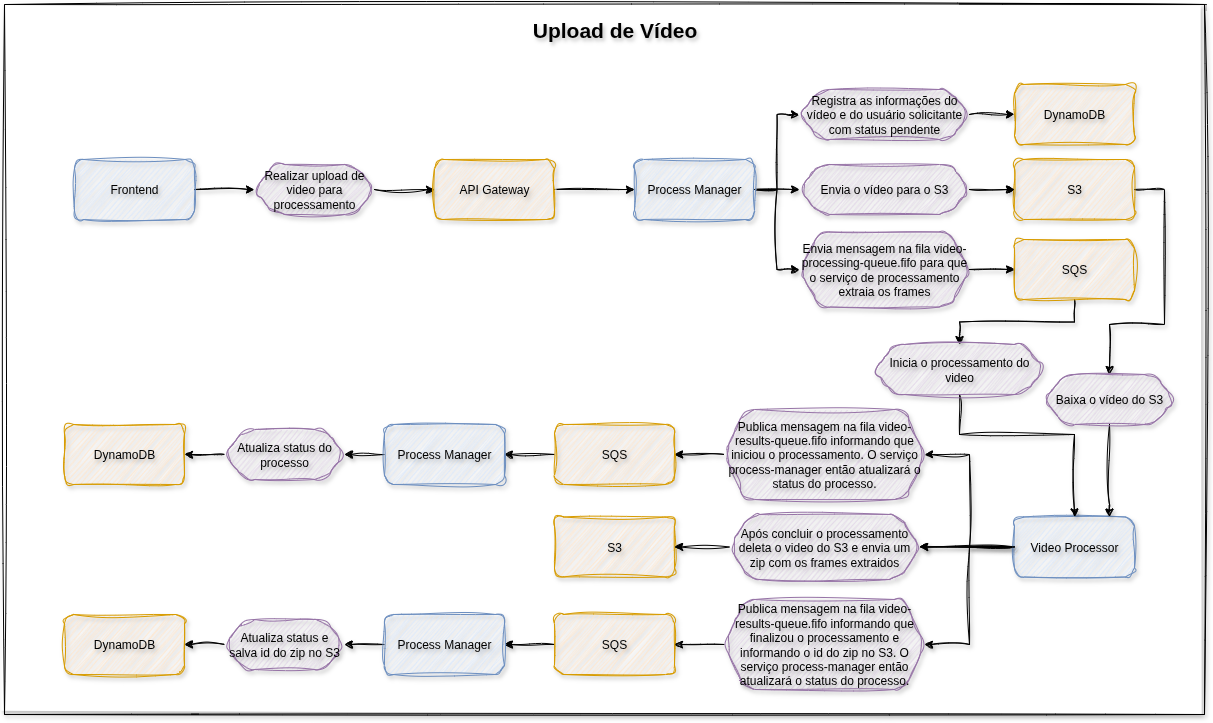 Upload de Vídeo
Registra as informações do
vídeo e do usuário solicitante
com status pendente
DynamoDB
Frontend
Realizar upload de
video para
processamento
API Gateway
Process Manager
Envia o vídeo para o S3
S3
Envia mensagem na fila video-
processing-queue.fifo para que
o serviço de processamento
extraia os frames
SQS
Inicia o processamento do
video
Baixa o vídeo do S3
DynamoDB
Atualiza status do
processo
Process Manager
SQS
Publica mensagem na fila video-
results-queue.fifo informando que
iniciou o processamento. O serviço
process-manager então atualizará o
status do processo.
S3
Após concluir o processamento
deleta o video do S3 e envia um
zip com os frames extraidos
Video Processor
DynamoDB
Atualiza status e
salva id do zip no S3
Process Manager
SQS
Publica mensagem na fila video-
results-queue.fifo informando que
finalizou o processamento e
informando o id do zip no S3. O
serviço process-manager então
atualizará o status do processo.